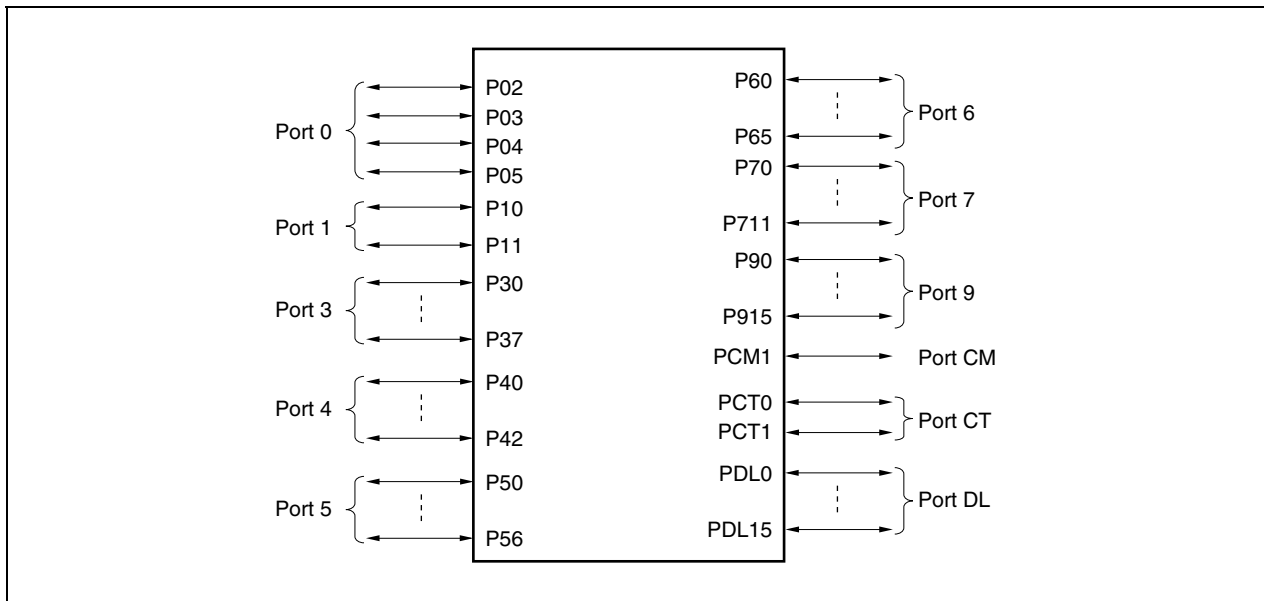 Port 0
P02
P03
P04
P05
Port 1
P10
P11
Port 3
P30
P37
Port 4
P40
P42
Port 5
P50
P56
P60
P65
Port 6
P70
P711
Port 7
P90
P915
Port 9
PCM1
Port CM
PCT0
PCT1
Port CT
PDL0
PDL15
Port DL